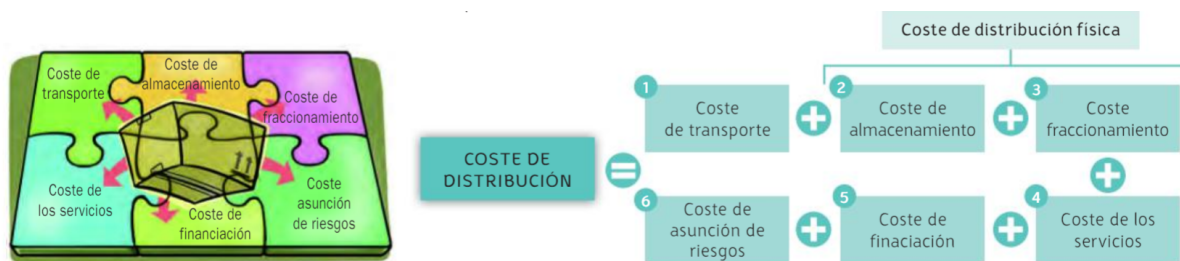 Coste de
transporte
Coste de
almacenamiento
Coste de
fraccionamiento
Coste de
los servicios
Coste de
financiación
Coste
asunción
de riesgos
Coste de distribución física
COSTE DE
DISTRIBUCIÓN
=
1
Coste
de transporte
+
2
Coste de
almacenamiento
+
3
Coste
fraccionamiento
+
6
Coste de
asunción de
riesgos
+
5
Coste de
finaciación
+
4
Coste de los
servicios